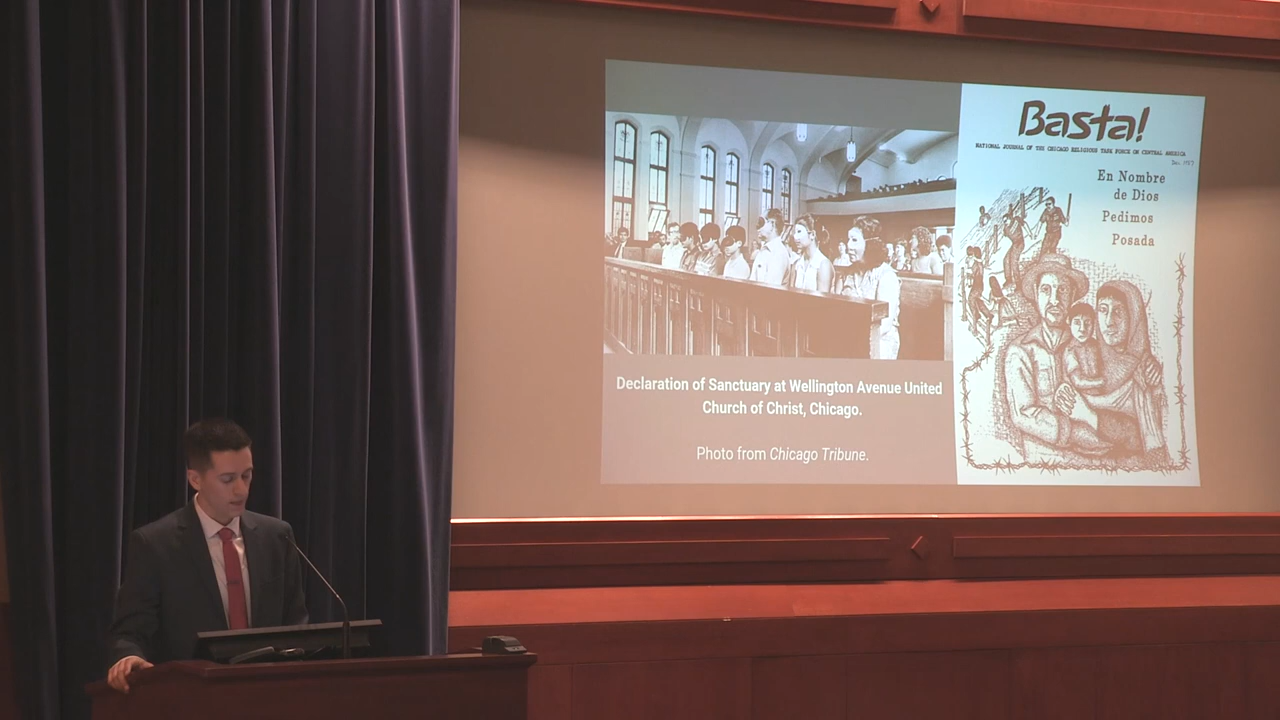 Declaration of Sanctuary at Wellington Avenue United
Church of Christ, Chicago.
Photo from Chicago Tribune.
Basta!
NATIONAL JOURNAL OF THE CHICAGO RELIGIOUS TASK FORCE ON CENTRAL AMERICA
En Nombre
de Dios
Pedimos
Posada